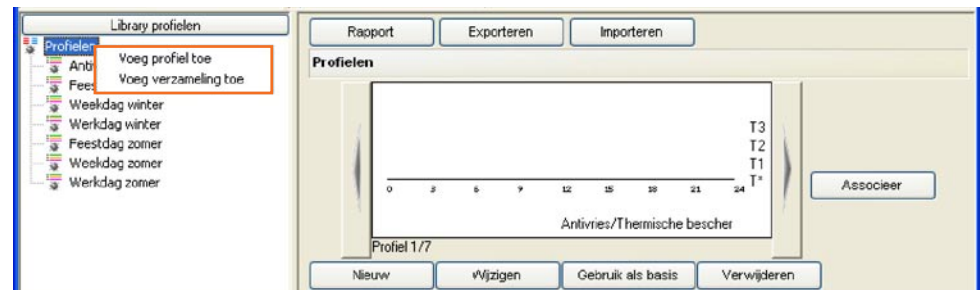 Library profielen
Profielen
Voeg profiel toe
Voeg verzameling toe
Weekdag winter
Werkdag winter
Feestdag zomer
Weekdag zomer
Werkdag zomer
Rapport Exporteren Importeren
Profielen
T3
T2
T1
T*
0 3 6 9 12 15 18 21 24
Antivries/Thermische bescher
Profiel 1/7
Associeer
Nieuw Wijzigen Gebruik als basis Verwijderen